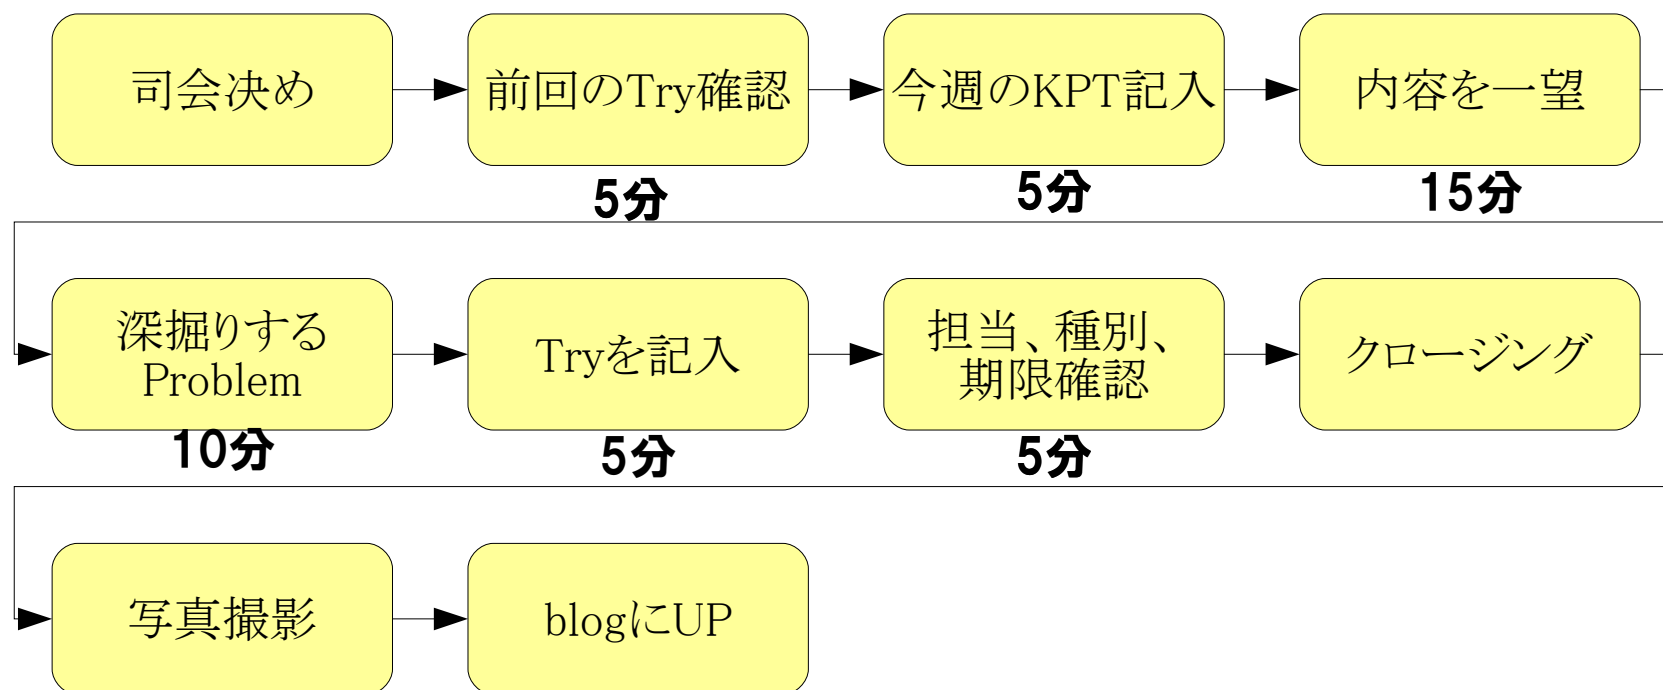 司会决め
前回のTry確認
今週のKPT記入
内容を一望
5分
5分
15分
深掘りする
Problem
Tryを記入
担当、種別、
期限確認
クロージング
10分
5分
5分
写真撮影
blogにUP